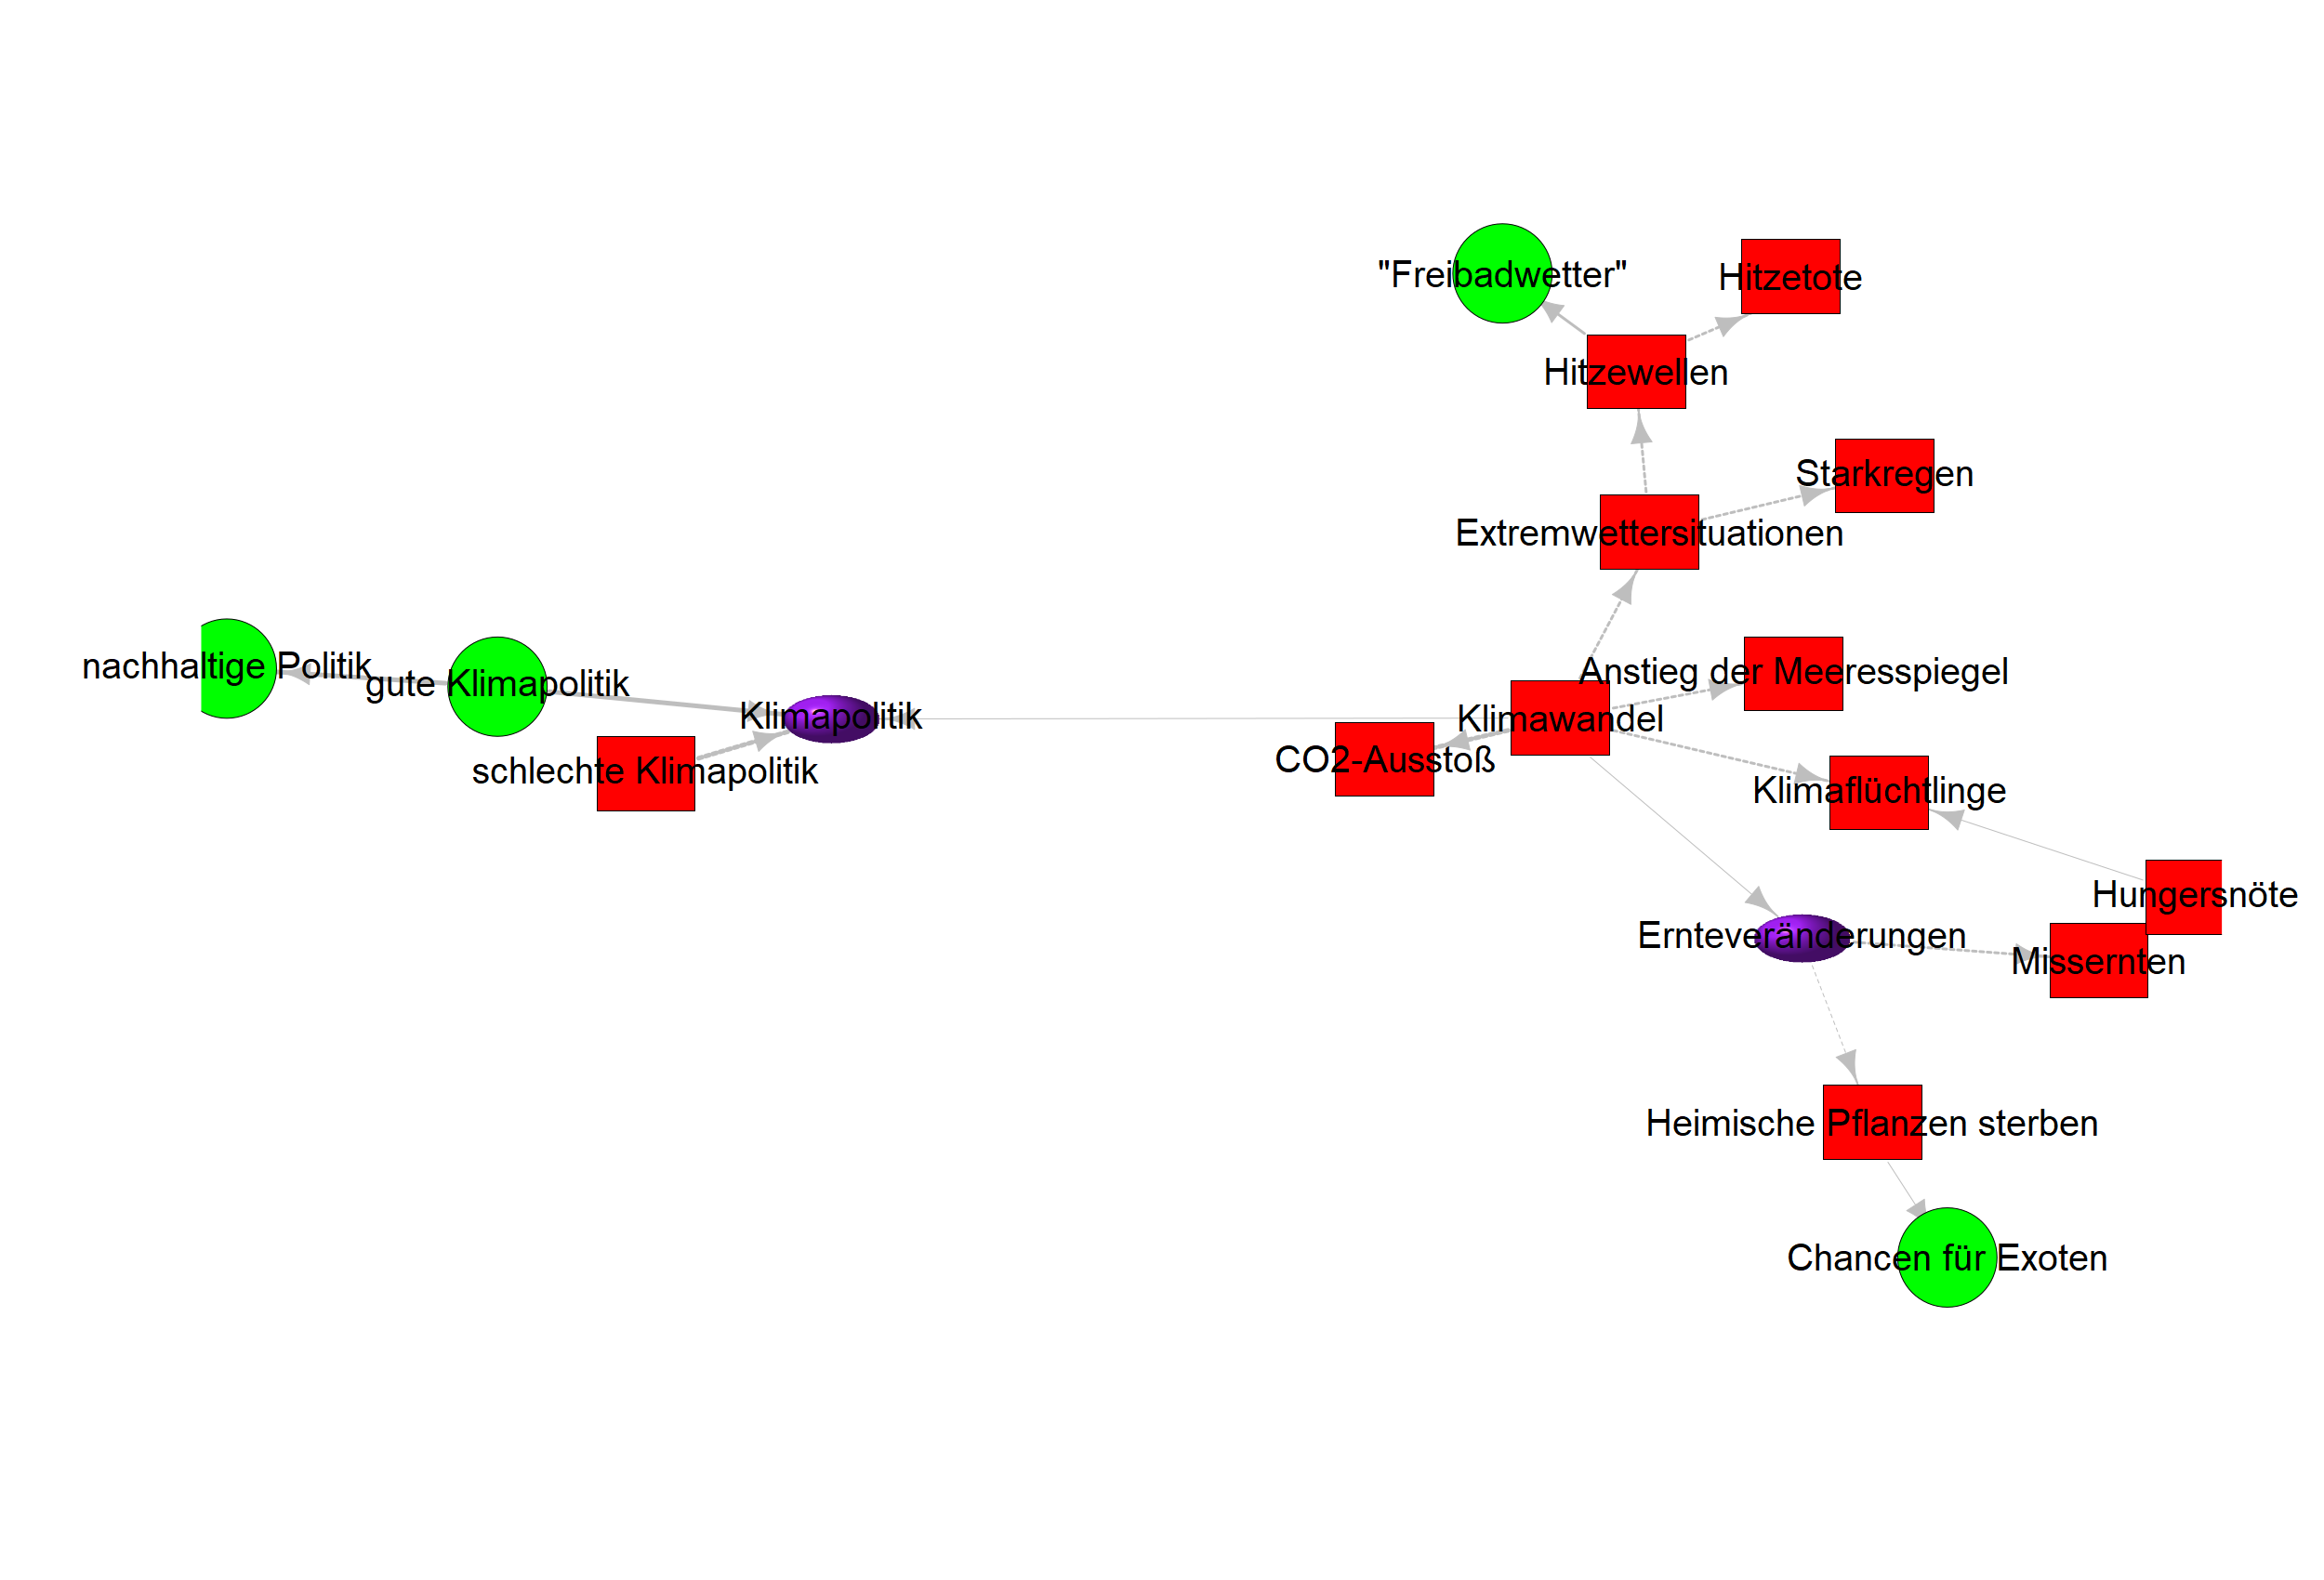 "Freibadwetter"
Hitzetote
Hitzewellen
Starkregen
Extremwettersituationen
nachhaltige Politik
gute Klimapolitik
Anstieg der Meeresspiegel
Klimapolitik
Klimawandel
schlechte Klimapolitik
CO2-Ausstoß
Klimaflüchtlinge
Hungersnöte
Ernteveränderungen
Missernten
Heimische Pflanzen sterben
Chancen für Exoten